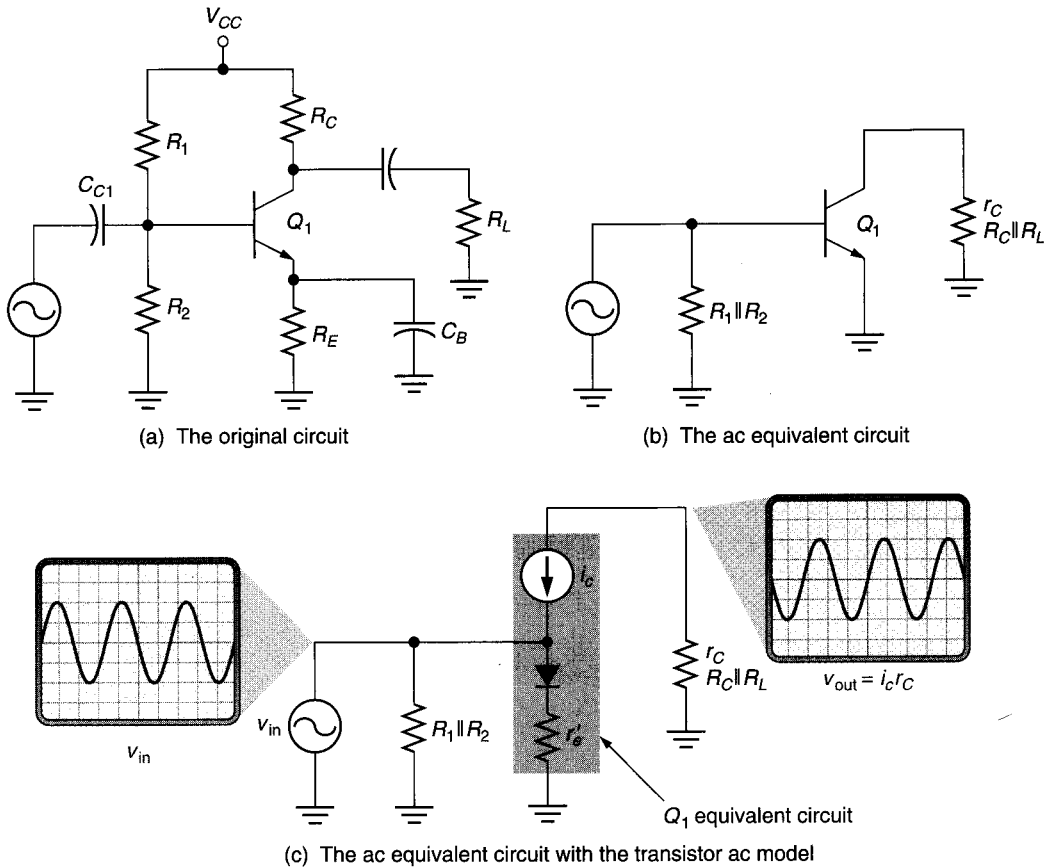 V_CC
R_C
R_1
C_C1
Q_1
R_L
R_2
R_E
C_B
(a) The original circuit
r_C
R_C||R_L
Q_1
R_1||R_2
(b) The ac equivalent circuit
i_c
v_in
v_in
R_1||R_2
r'_e
r_C
R_C||R_L
v_out = i_c r_C
Q_1 equivalent circuit
(c) The ac equivalent circuit with the transistor ac model